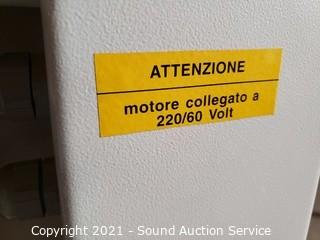 ATTENZIONE
motore collegato a
220/60 Volt
Copyright 2021 - Sound Auction Service